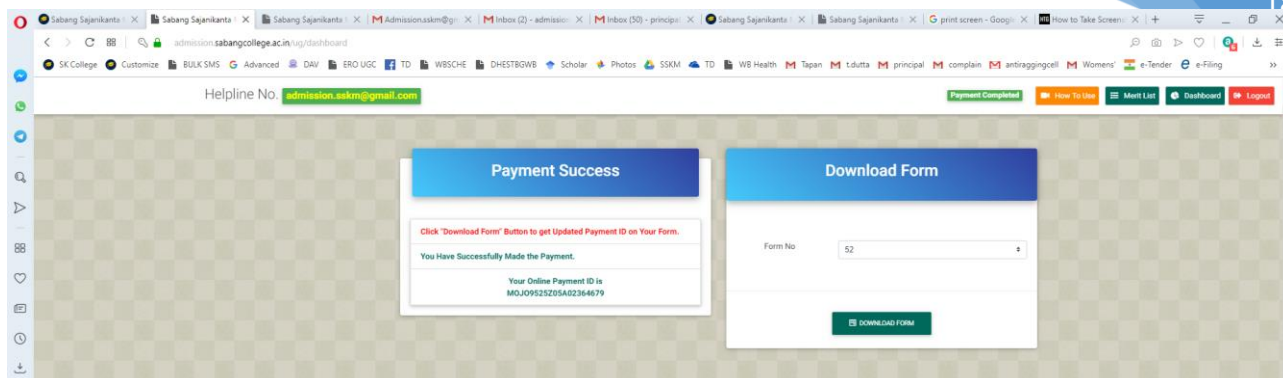 Sabang Sajanikanta
Sabang Sajanikanta
Sabang Sajanikanta
Admission.sskm@g
Inbox (2) - admission
Inbox (50) - principa
Sabang Sajanikanta
Sabang Sajanikanta
print screen - Google
How to Take Screen
admission.sabangcollege.ac.in/ug/dashboard
SK College
Customize
BULK SMS
Advanced
DAV
ERO UGC
TD
WBSCHE
DHESTBGWB
Scholar
Photos
SSKM
TD
WB Health
Tapan
t.dutta
principal
complain
antiraggingcell
Womens'
e-Tender
e-Filing
Helpline No. admission.sskm@gmail.com
Payment Completed
How To Use
Merit List
Dashboard
Logout
Payment Success
Click "Download Form" Button to get Updated Payment ID on Your Form.
You Have Successfully Made the Payment.
Your Online Payment ID is
MOJO9525Z05A02364679
Download Form
Form No
52
DOWNLOAD FORM